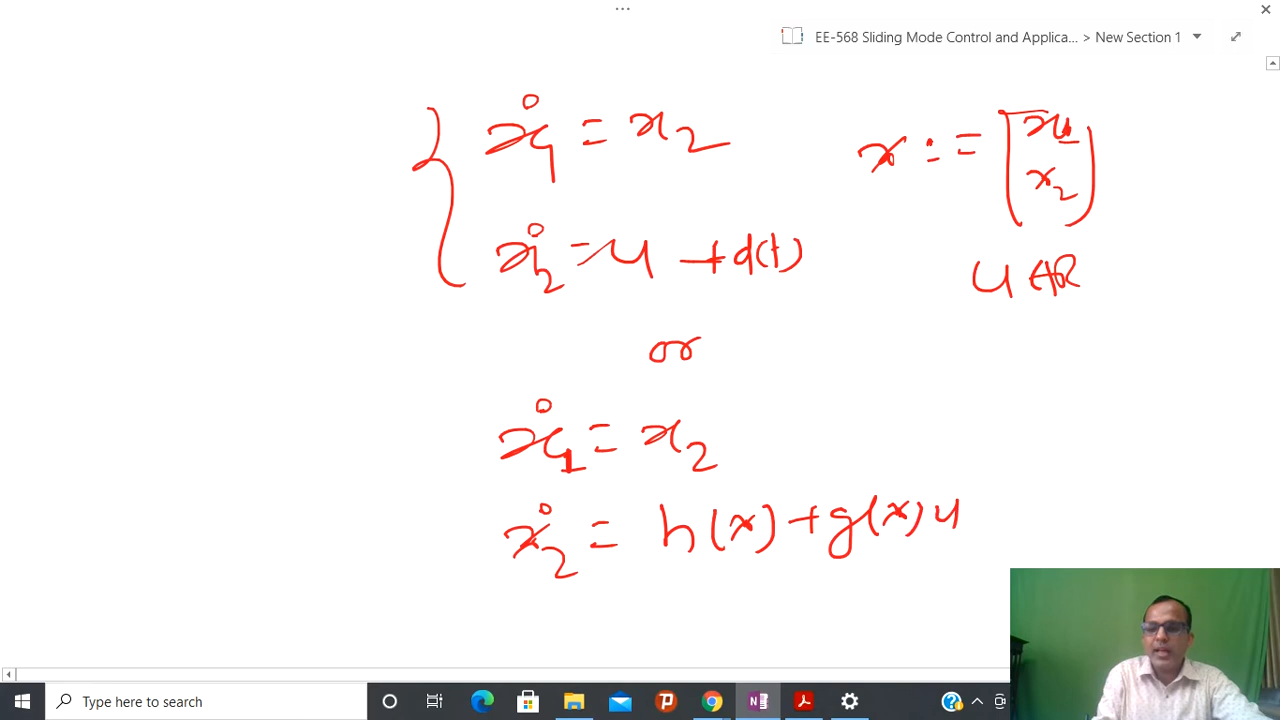 ...
EE-568 Sliding Mode Control and Applica... > New Section 1
ẋ₁ = x₂
x := [x₁ x₂]
ẋ₂ = u + d(t)
u ∈ R
or
ẋ₁ = x₂
ẋ₂ = h(x) + g(x) u
Type here to search